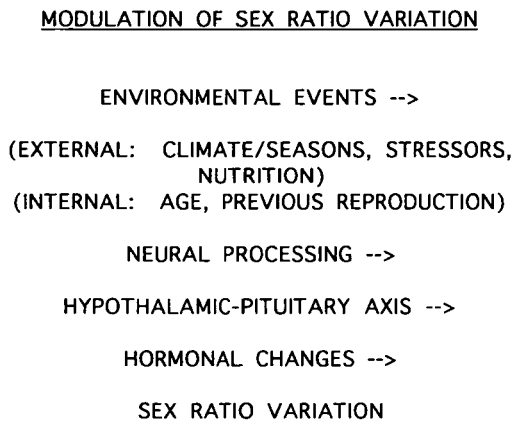 MODULATION OF SEX RATIO VARIATION
ENVIRONMENTAL EVENTS -->
(EXTERNAL: CLIMATE/SEASONS, STRESSORS,
NUTRITION)
(INTERNAL: AGE, PREVIOUS REPRODUCTION)
NEURAL PROCESSING -->
HYPOTHALAMIC-PITUITARY AXIS -->
HORMONAL CHANGES -->
SEX RATIO VARIATION